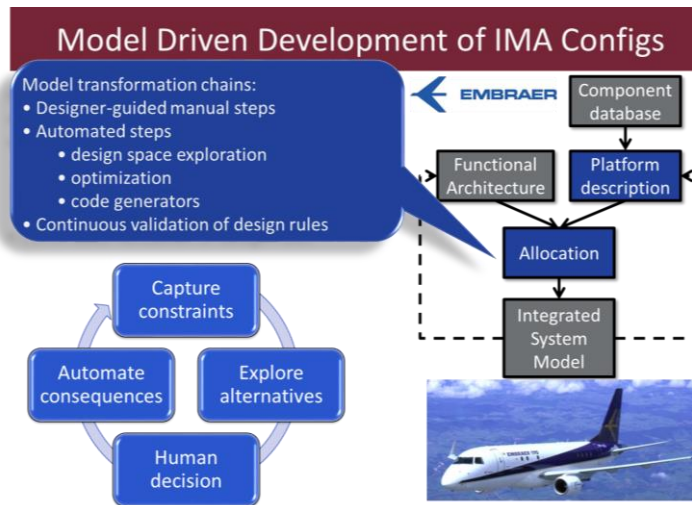 Model Driven Development of IMA Configs
Model transformation chains:
• Designer-guided manual steps
• Automated steps
• design space exploration
• optimization
• code generators
• Continuous validation of design rules
EMBRAER
Component
database
Functional
Architecture
Platform
description
Allocation
Integrated
System
Model
Capture
constraints
Automate
consequences
Explore
alternatives
Human
decision